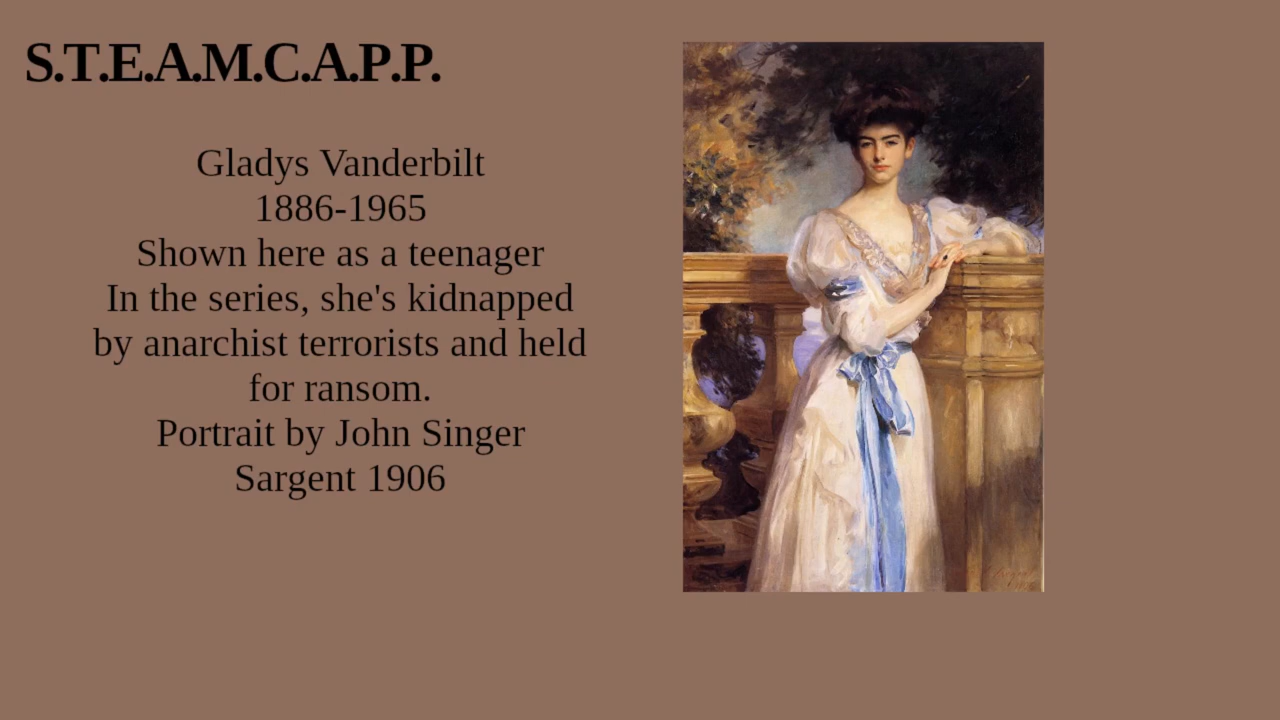 S.T.E.A.M.C.A.P.P.
Gladys Vanderbilt
1886-1965
Shown here as a teenager
In the series, she's kidnapped
by anarchist terrorists and held
for ransom.
Portrait by John Singer
Sargent 1906